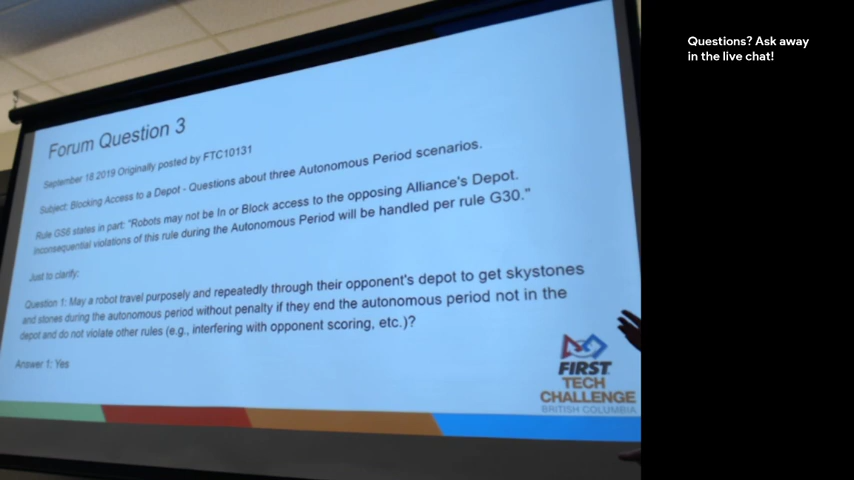 Forum Question 3
September 18 2019 Originally posted by FTC10131
Subject: Blocking Access to a Depot - Questions about three Autonomous Period scenarios.
Rule GS6 states in part: "Robots may not be In or Block access to the opposing Alliance's Depot.
Inconsequential violations of this rule during the Autonomous Period will be handled per rule G30."
Just to clarify:
Question 1: May a robot travel purposely and repeatedly through their opponent's depot to get skystones
and stones during the autonomous period without penalty if they end the autonomous period not in the
depot and do not violate other rules (e.g., interfering with opponent scoring, etc.)?
Answer 1: Yes
FIRST
TECH
CHALLENGE
BRITISH COLUMBIA
Questions? Ask away
in the live chat!